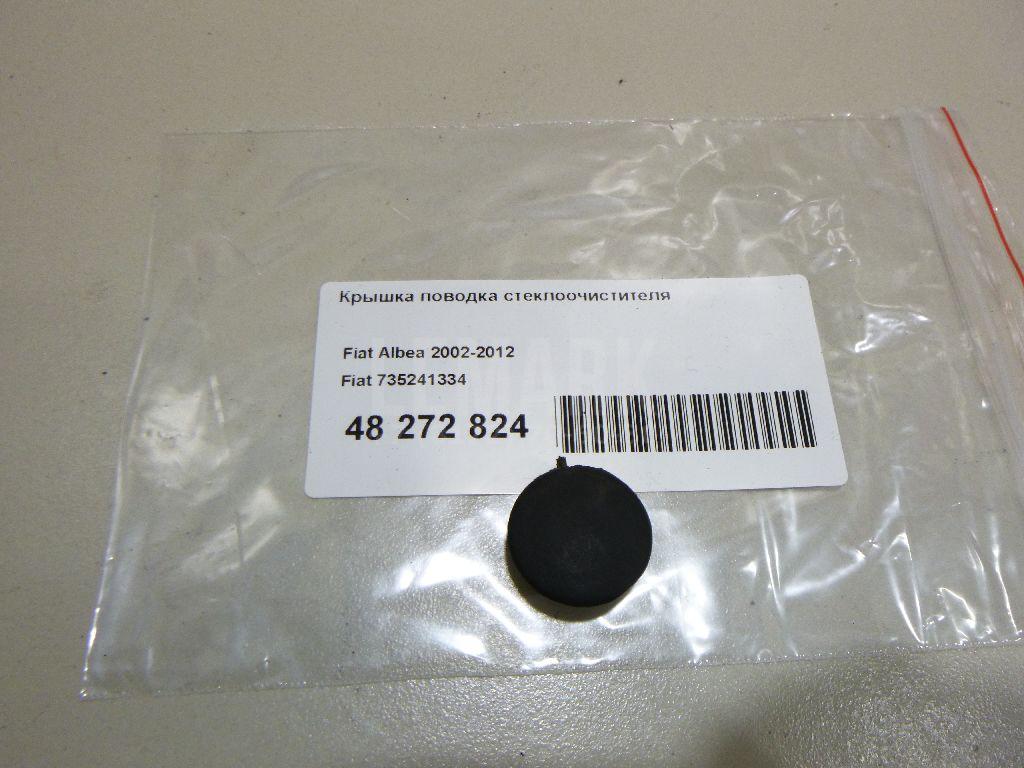 Крышка поводка стеклоочистителя
Fiat Albea 2002-2012
Fiat 735241334
48 272 824